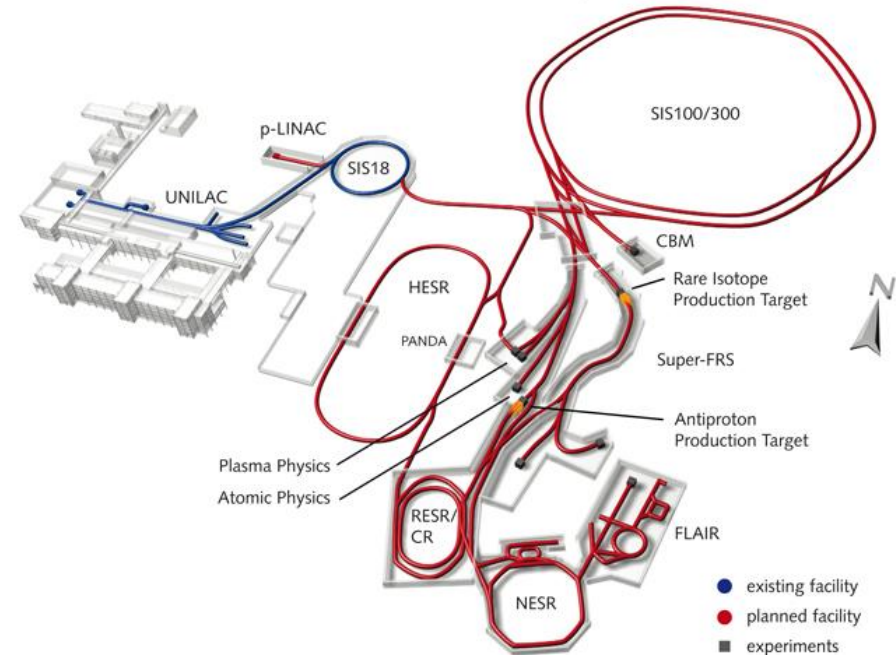 SIS100/300
p-LINAC
SIS18
UNILAC
CBM
Rare Isotope
Production Target
N
HESR
PANDA
Super-FRS
Antiproton
Production Target
Plasma Physics
Atomic Physics
RESR/
CR
FLAIR
NESR
existing facility
planned facility
experiments